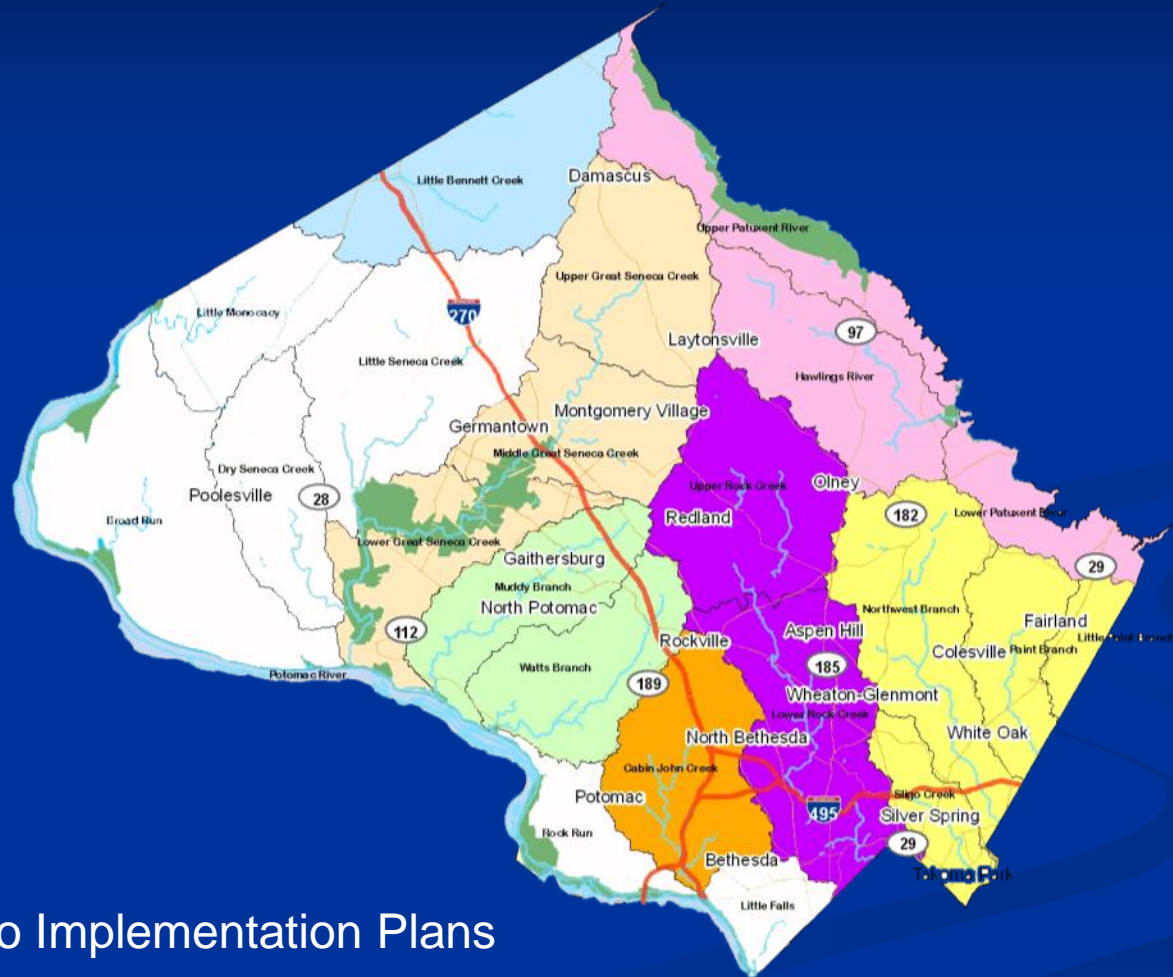 Little Bennett Creek
Damascus
Upper Patuxent River
Upper Great Seneca Creek
Little Monocacy
270
97
Laytonsville
Little Seneca Creek
Hawlings River
Montgomery Village
Germantown
Middle Great Seneca Creek
Dry Seneca Creek
Upper Rock Creek
Olney
Poolesville
28
182
Lower Patuxent River
Redland
Broad Run
Lower Great Seneca Creek
Gaithersburg
29
Muddy Branch
North Potomac
Northwest Branch
Fairland
112
Aspen Hill
Little Paint Branch
Rockville
Colesville
Paint Branch
Watts Branch
185
Potomac River
189
Wheaton-Glenmont
Lower Rock Creek
White Oak
North Bethesda
Cabin John Creek
Sligo Creek
Potomac
495
Silver Spring
Rock Run
29
Bethesda
Takoma Park
Little Falls
o Implementation Plans